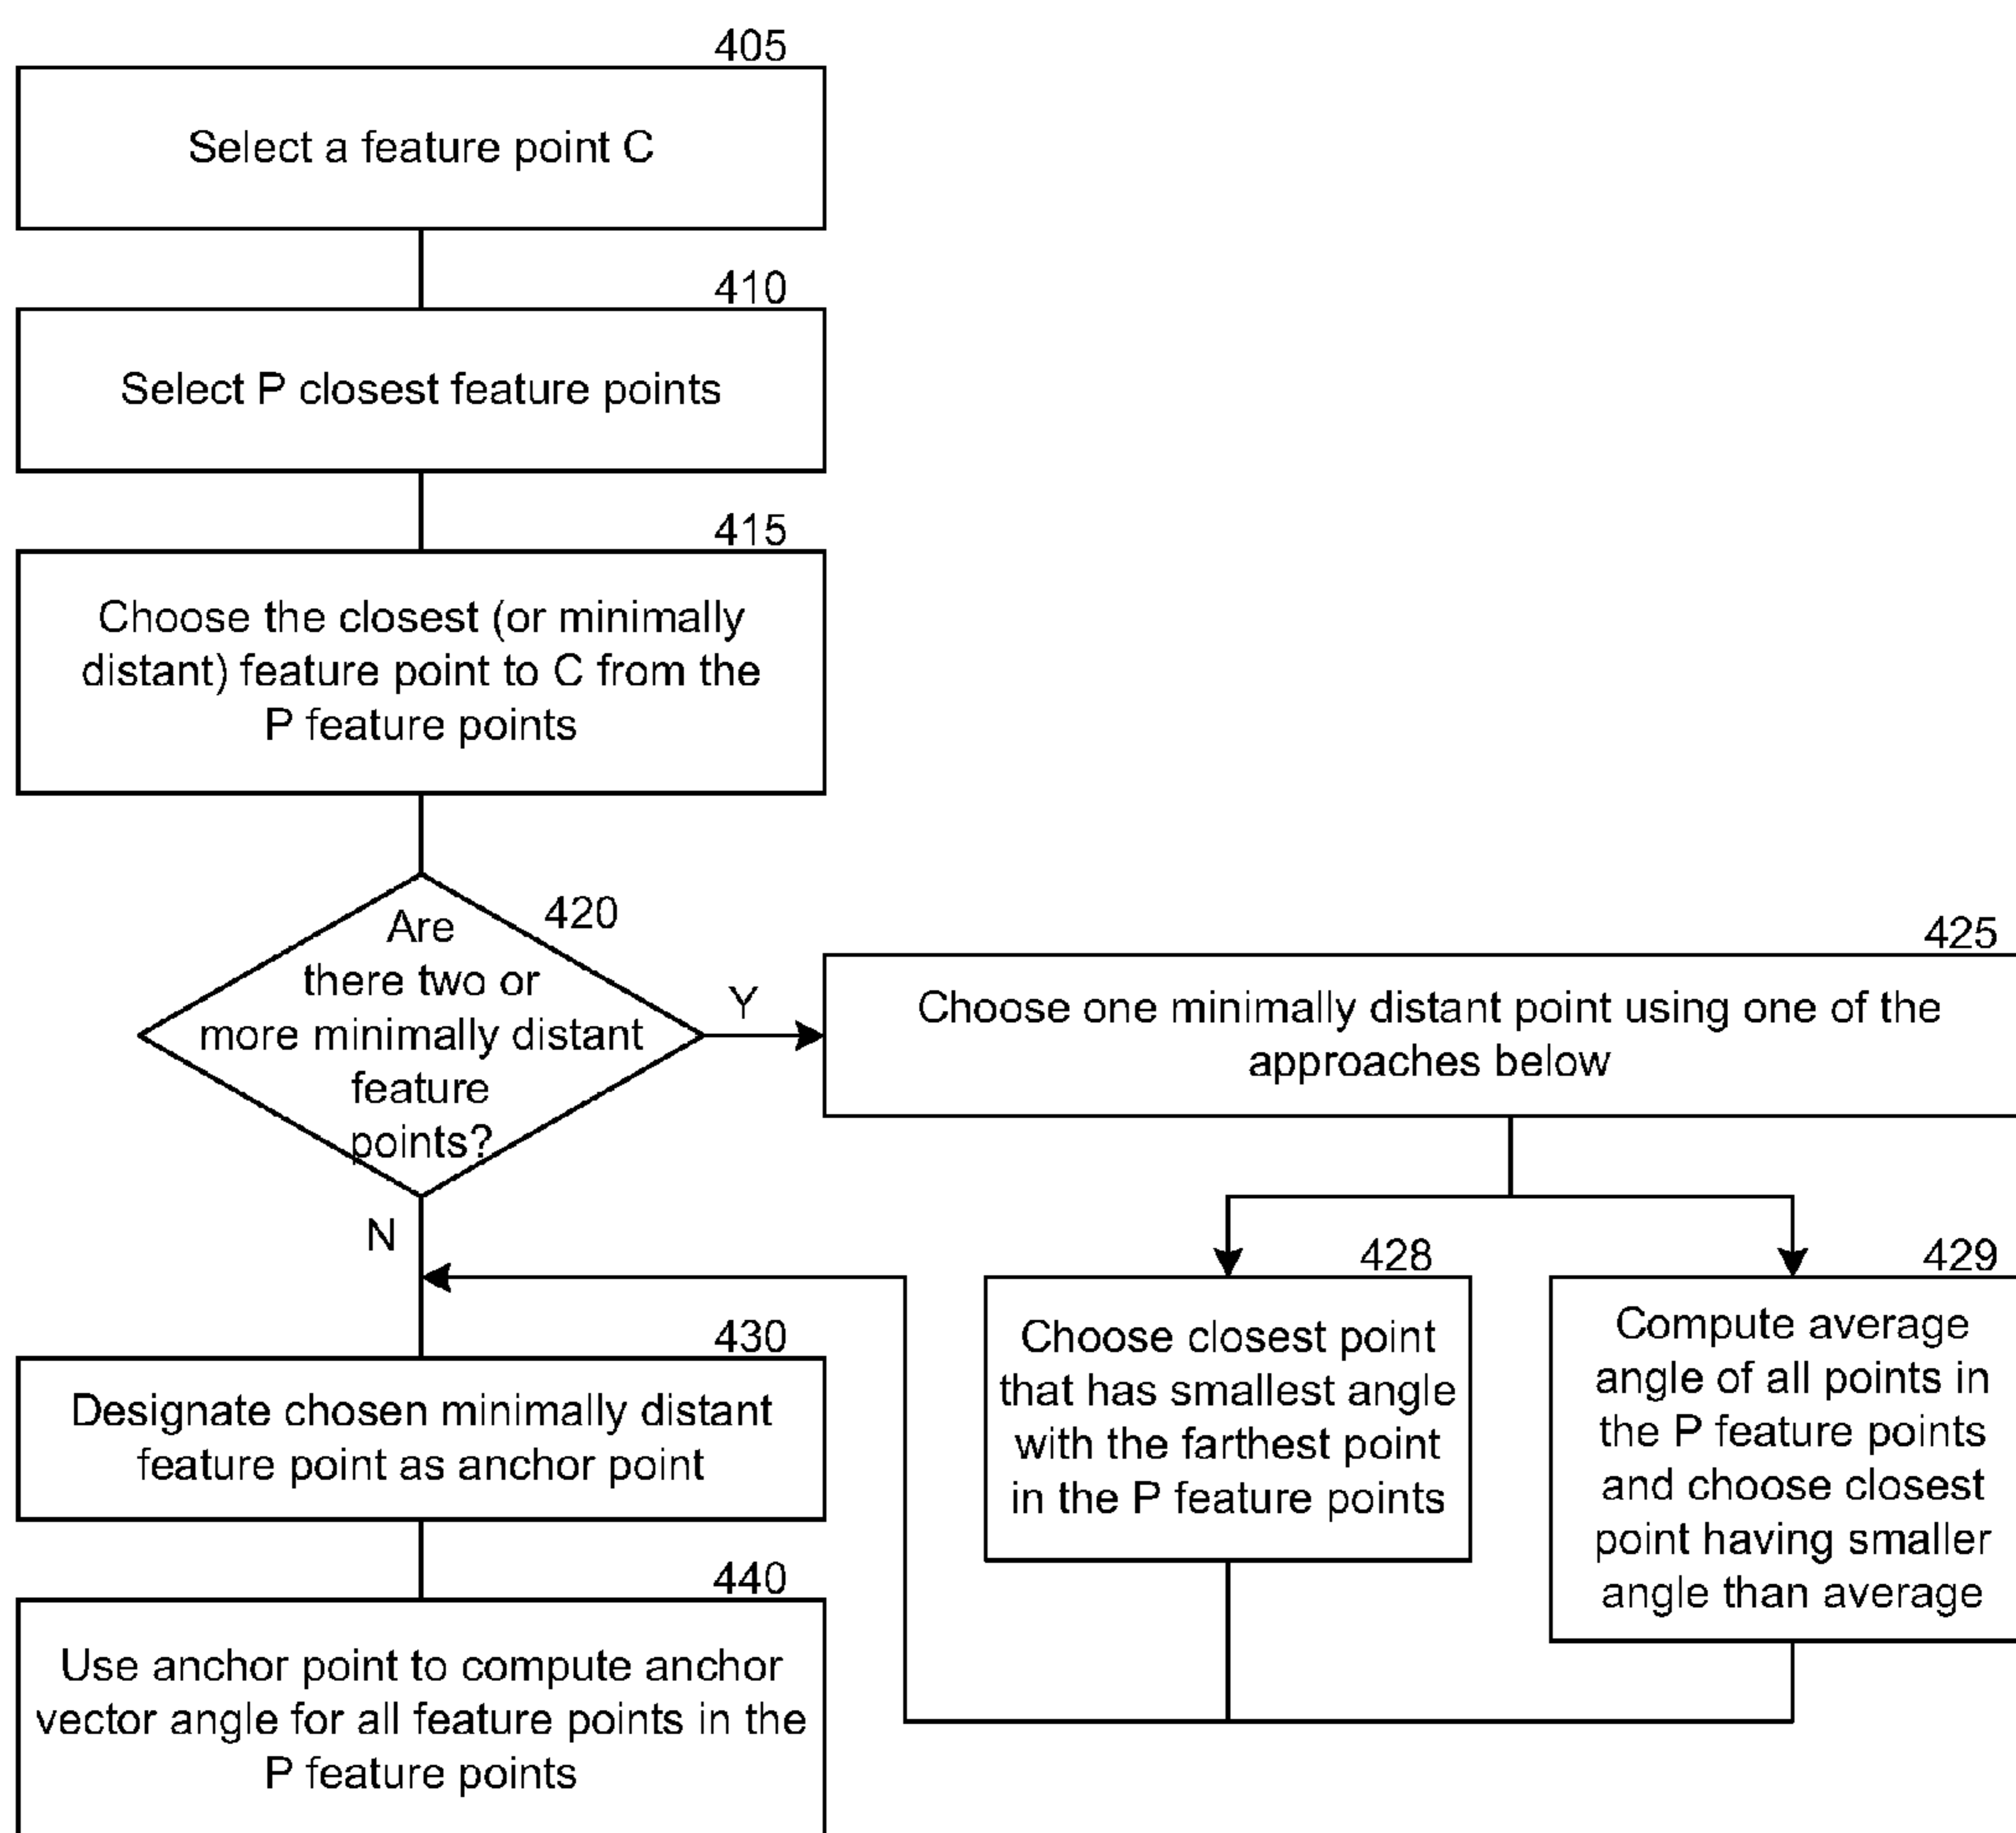 405
Select a feature point C
410
Select P closest feature points
415
Choose the closest (or minimally
distant) feature point to C from the
P feature points
420
Are
there two or
more minimally distant
feature
points?
Y
N
425
Choose one minimally distant point using one of the
approaches below
428
Choose closest point
that has smallest angle
with the farthest point
in the P feature points
429
Compute average
angle of all points in
the P feature points
and choose closest
point having smaller
angle than average
430
Designate chosen minimally distant
feature point as anchor point
440
Use anchor point to compute anchor
vector angle for all feature points in the
P feature points